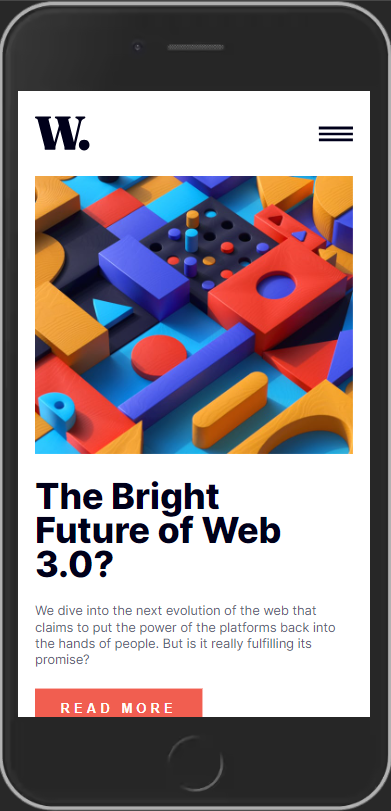 W.
The Bright
Future of Web
3.0?
We dive into the next evolution of the web that
claims to put the power of the platforms back into
the hands of people. But is it really fulfilling its
promise?
READ MORE